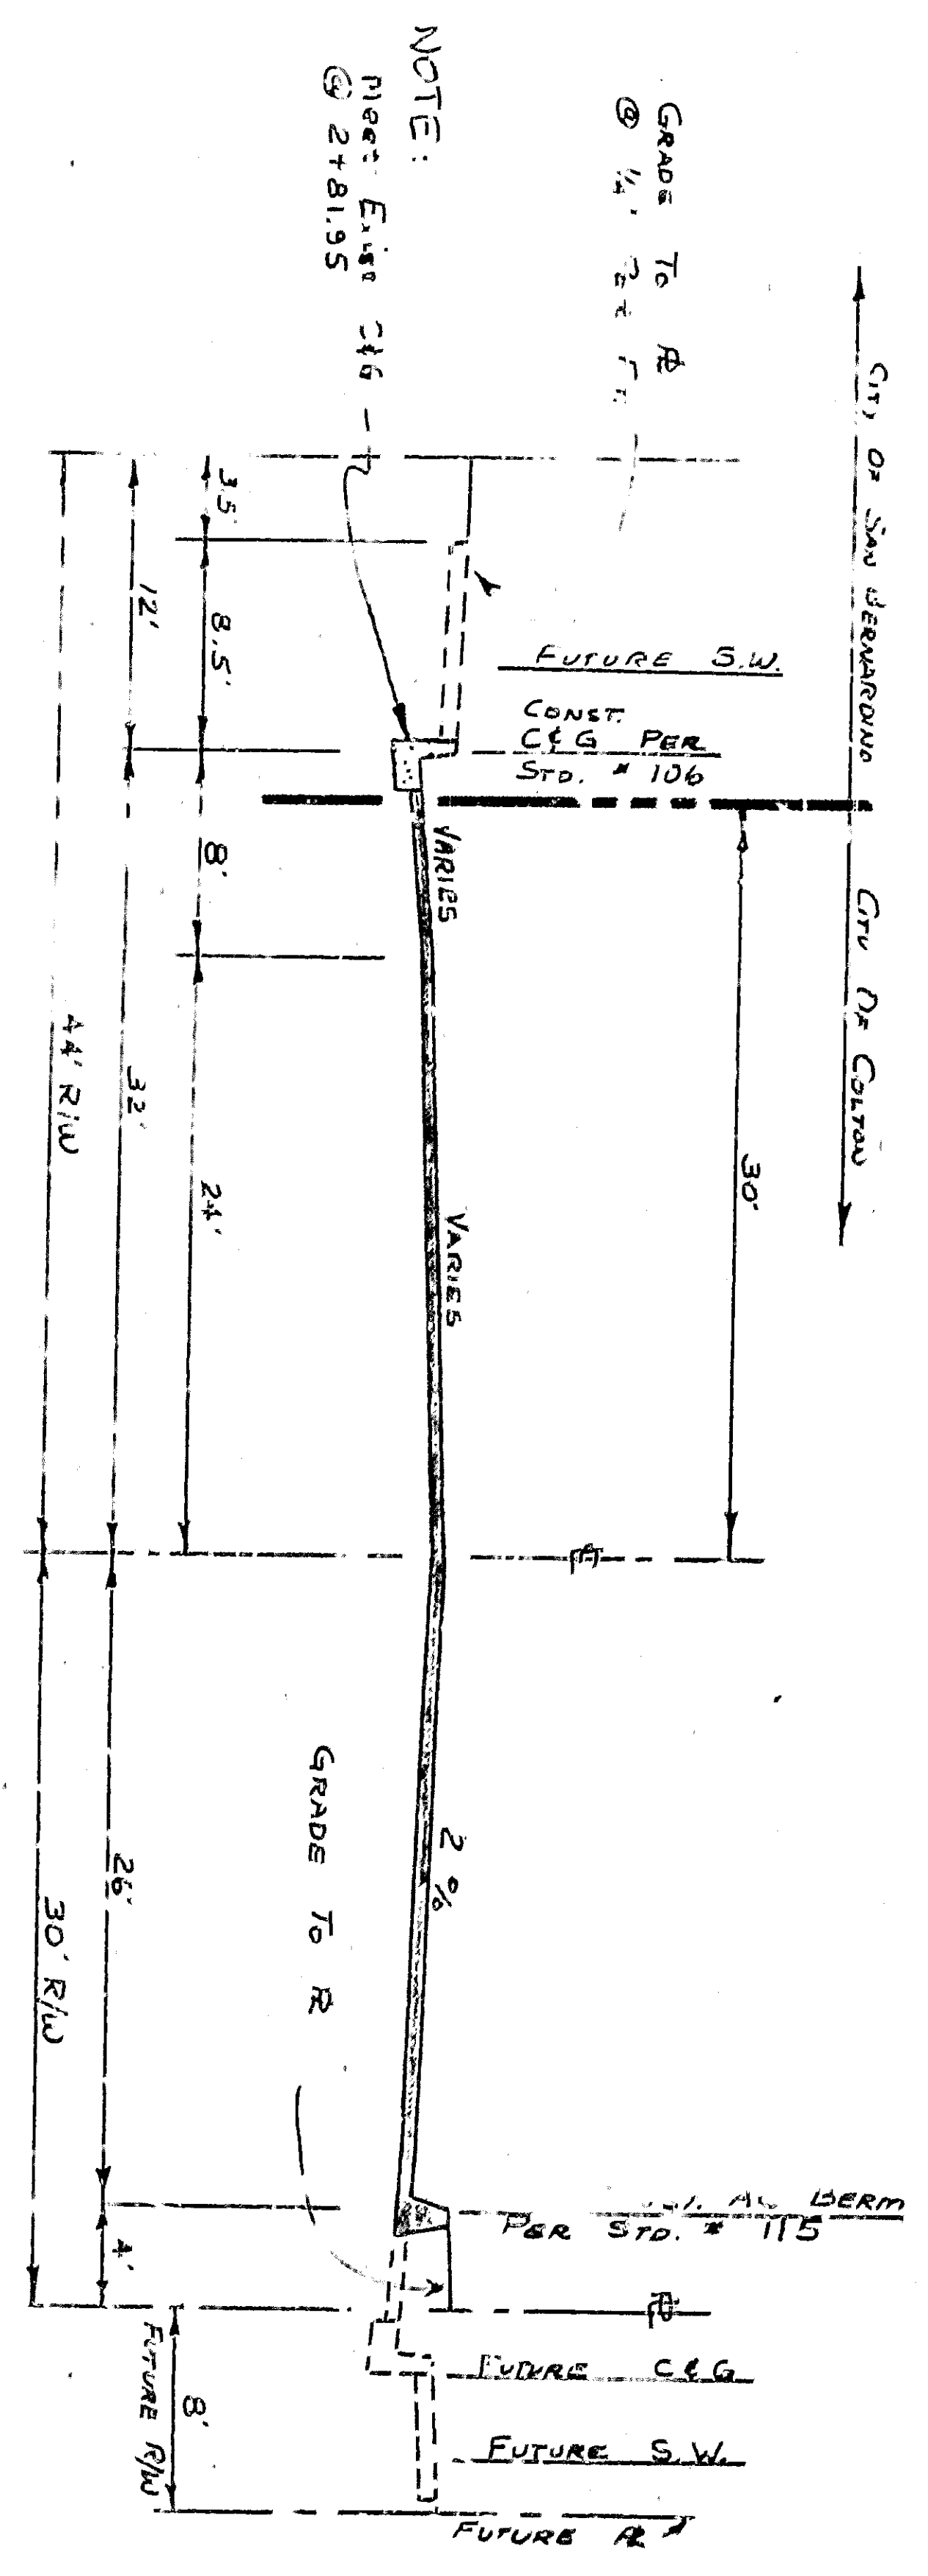 CITY OF SAN BERNARDINO
CITY OF COLTON
GRADE TO ⅊
@ 1/4"
30'
FUTURE S.W.
CONST.
C&G PER
STD. # 106
VARIES
VARIES
2 %
AC BERM
PER STD. # 115
FUTURE C & G
FUTURE S.W.
FUTURE ⅊
NOTE:
Meet Exist C&G
@ 2+81.95
GRADE TO ⅊
3.5'
8.5'
8'
24'
12'
32'
26'
4'
8'
FUTURE R/W
44' R/W
30' R/W